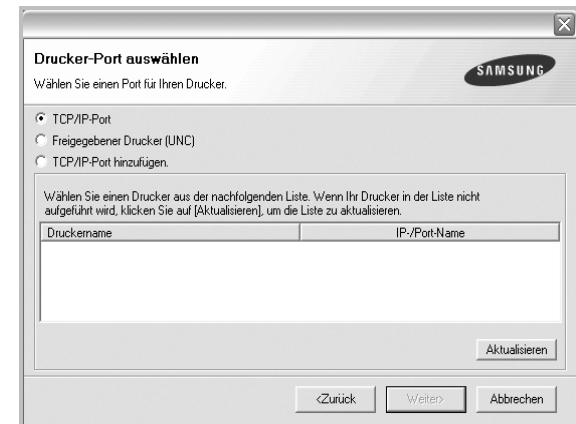 Drucker-Port auswählen
Wählen Sie einen Port für Ihren Drucker.
SAMSUNG
TCP/IP-Port
Freigegebener Drucker (UNC)
TCP/IP-Port hinzufügen.
Wählen Sie einen Drucker aus der nachfolgenden Liste. Wenn Ihr Drucker in der Liste nicht
aufgeführt wird, klicken Sie auf [Aktualisieren], um die Liste zu aktualisieren.
Druckername IP-/Port-Name
Aktualisieren
<Zurück Weiter> Abbrechen